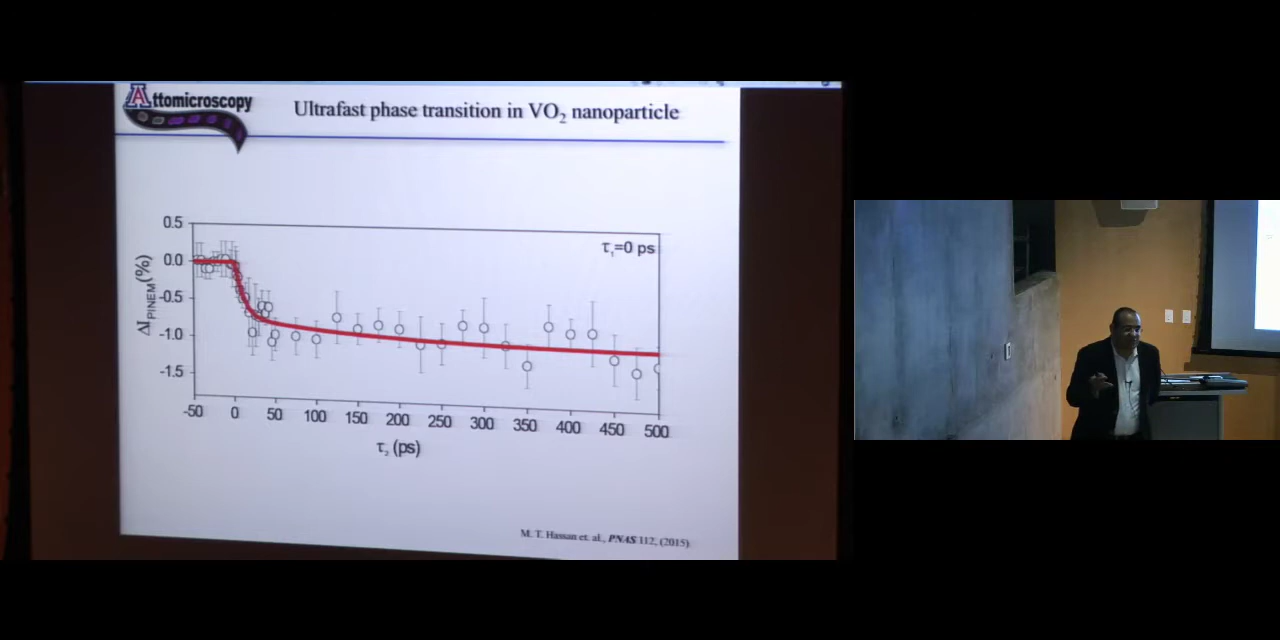 Attomicroscopy
Ultrafast phase transition in VO₂ nanoparticle
0.5
0.0
-0.5
-1.0
-1.5
ΔI_PINEM(%)
τ₁=0 ps
-50 0 50 100 150 200 250 300 350 400 450 500
τ₂ (ps)
M. T. Hassan et. al., PNAS 112, (2015)